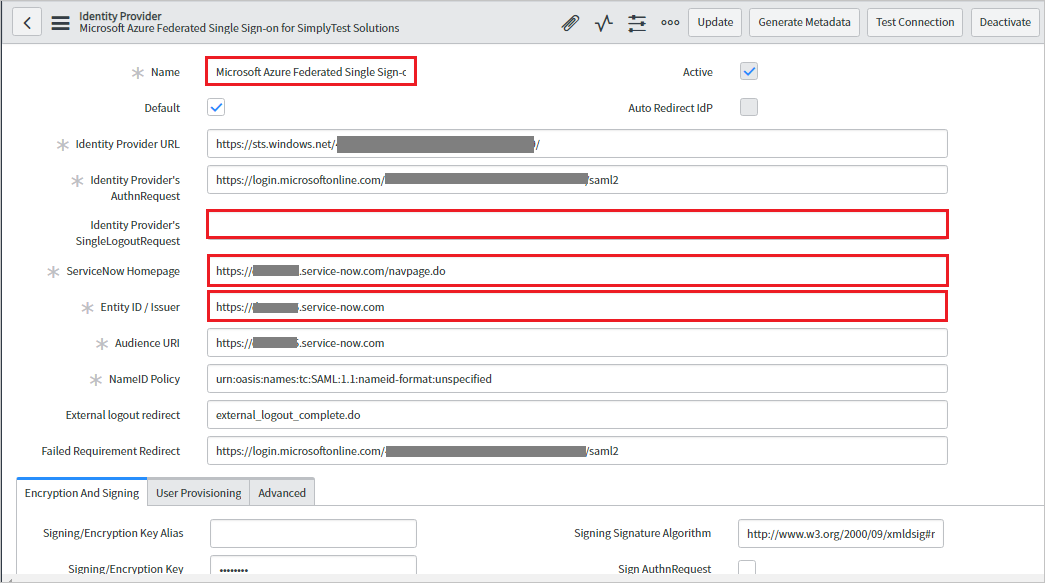 Identity Provider
Microsoft Azure Federated Single Sign-on for SimplyTest Solutions
Update
Generate Metadata
Test Connection
Deactivate
Name
Microsoft Azure Federated Single Sign-c
Active
Default
Auto Redirect IdP
Identity Provider URL
https://sts.windows.net/ /
Identity Provider's
AuthnRequest
https://login.microsoftonline.com/ /saml2
Identity Provider's
SingleLogoutRequest
ServiceNow Homepage
https:// .service-now.com/navpage.do
Entity ID / Issuer
https:// .service-now.com
Audience URI
https:// .service-now.com
NameID Policy
urn:oasis:names:tc:SAML:1.1:nameid-format:unspecified
External logout redirect
external_logout_complete.do
Failed Requirement Redirect
https://login.microsoftonline.com/ /saml2
Encryption And Signing
User Provisioning
Advanced
Signing/Encryption Key Alias
Signing Signature Algorithm
http://www.w3.org/2000/09/xmldsig#r
Signing/Encryption Key
••••••••
Sign AuthnRequest